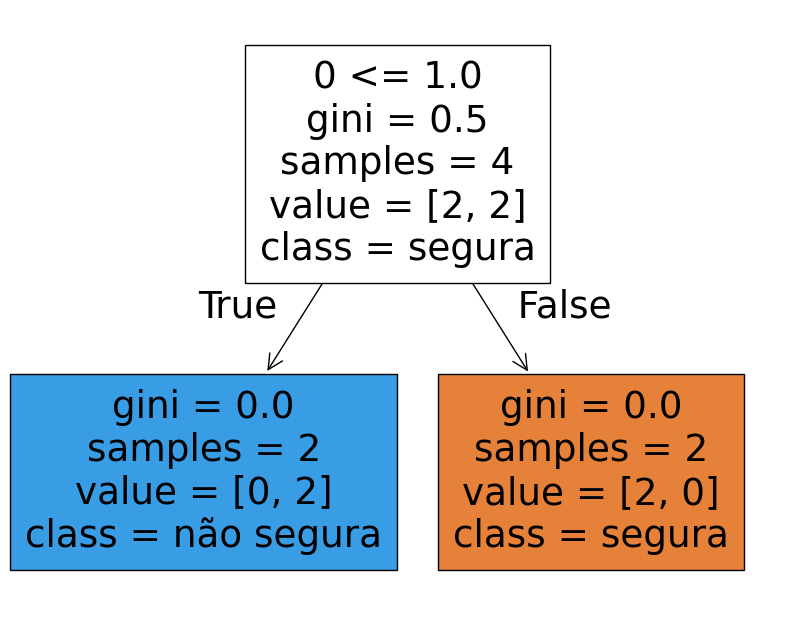 0 <= 1.0
gini = 0.5
samples = 4
value = [2, 2]
class = segura
True
False
gini = 0.0
samples = 2
value = [0, 2]
class = não segura
gini = 0.0
samples = 2
value = [2, 0]
class = segura